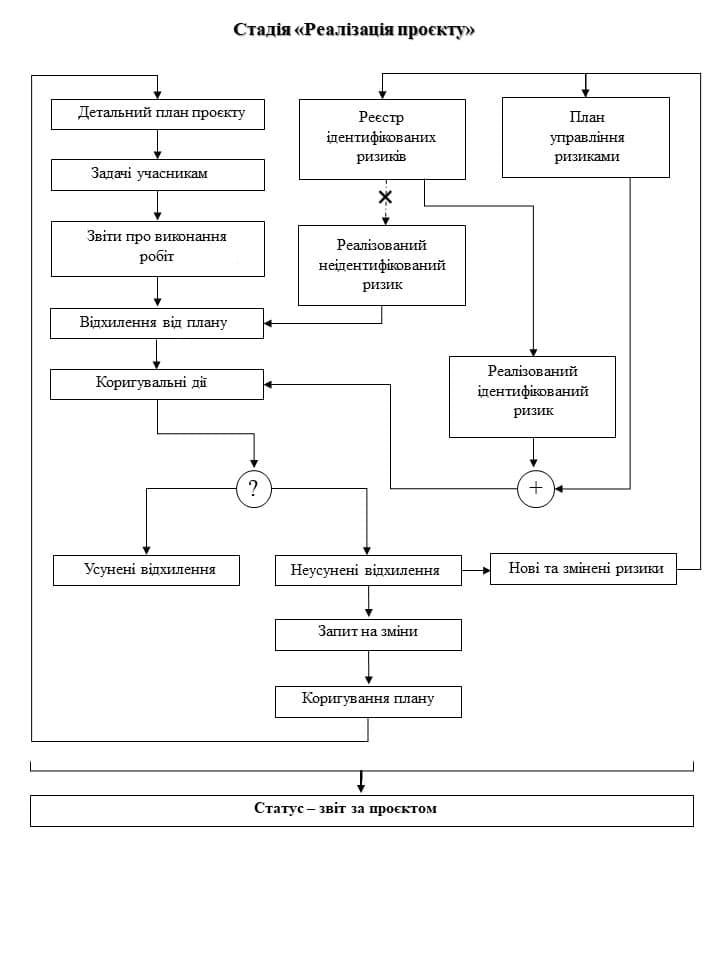 Стадія «Реалізація проєкту»
Детальний план проєкту
Реєстр
ідентифікованих
ризиків
План
управління
ризиками
Задачі учасникам
Звіти про виконання
робіт
Реалізований
неідентифікований
ризик
Відхилення від плану
Коригувальні дії
Реалізований
ідентифікований
ризик
?
+
Усунені відхилення
Неусунені відхилення
Нові та змінені ризики
Запит на зміни
Коригування плану
Статус – звіт за проєктом